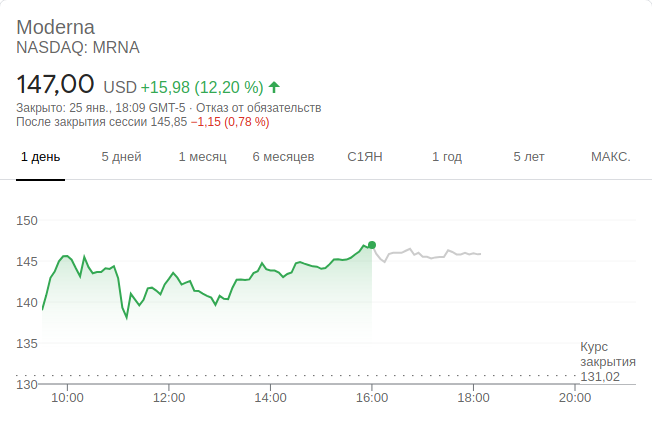 Moderna
NASDAQ: MRNA
147,00 USD +15,98 (12,20 %)
Закрыто: 25 янв., 18:09 GMT-5 · Отказ от обязательств
После закрытия сессии 145,85 −1,15 (0,78 %)
1 день 5 дней 1 месяц 6 месяцев С1ЯН 1 год 5 лет МАКС.
150
145
140
135
130
Курс
закрытия
131,02
10:00 12:00 14:00 16:00 18:00 20:00